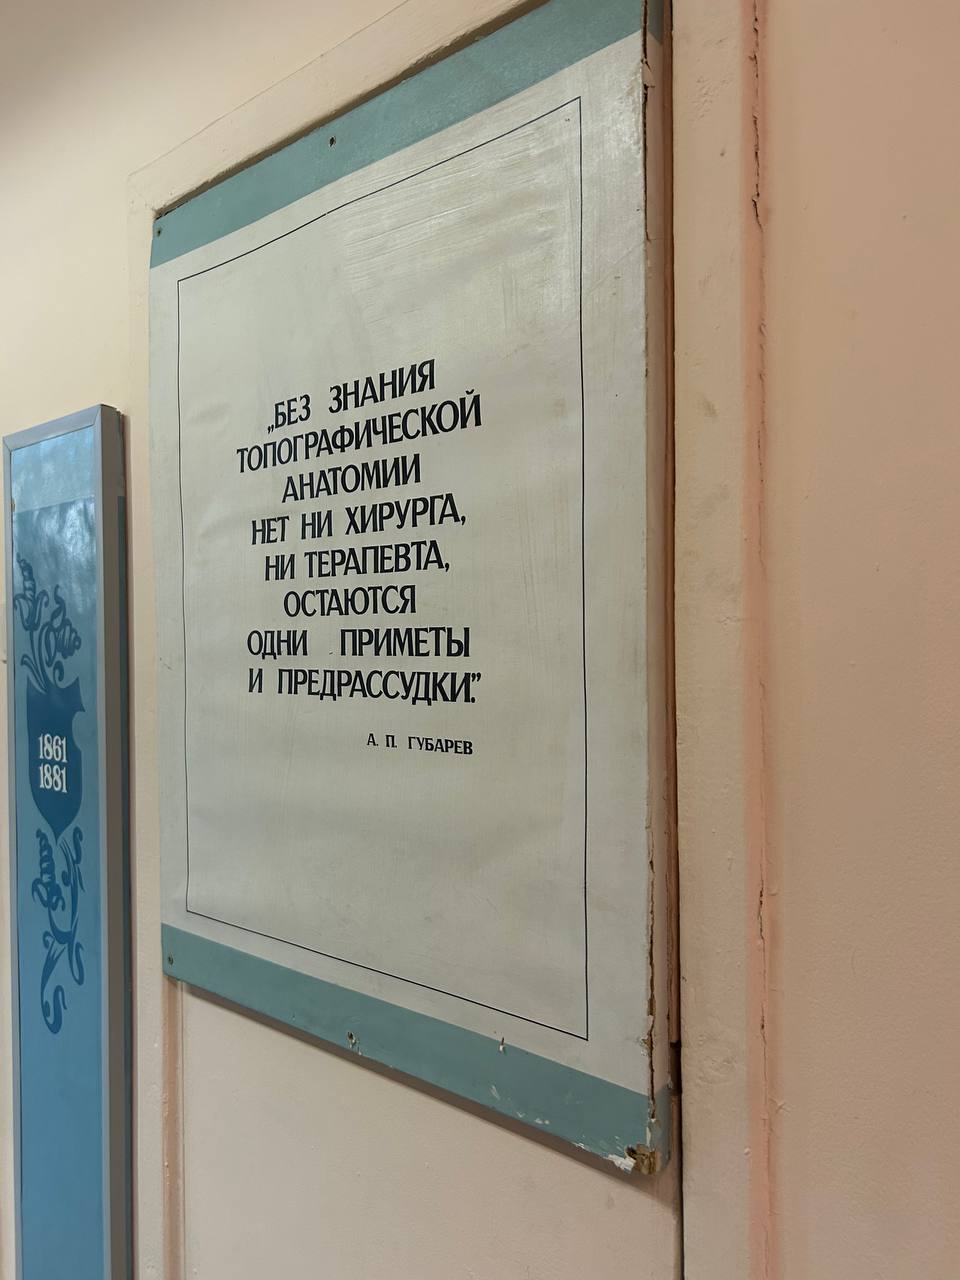 „БЕЗ ЗНАНИЯ
ТОПОГРАФИЧЕСКОЙ
АНАТОМИИ
НЕТ НИ ХИРУРГА,
НИ ТЕРАПЕВТА,
ОСТАЮТСЯ
ОДНИ ПРИМЕТЫ
И ПРЕДРАССУДКИ."
А. П. ГУБАРЕВ
1861
1881